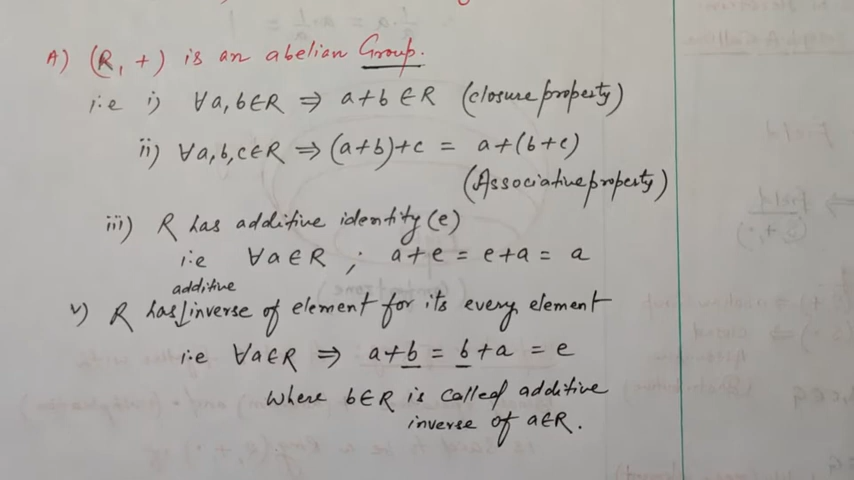 A) (R, +) is an abelian Group.
i.e i) ∀a,b∈R ⇒ a+b ∈ R (closure property)
ii) ∀a,b,c∈R ⇒ (a+b)+c = a+(b+c)
(Associative property)
iii) R has additive identity (e)
i.e ∀a∈R ; a+e = e+a = a
additive
v) R has inverse of element for its every element
i.e ∀a∈R ⇒ a+b = b+a = e
Where b∈R is called additive
inverse of a∈R.